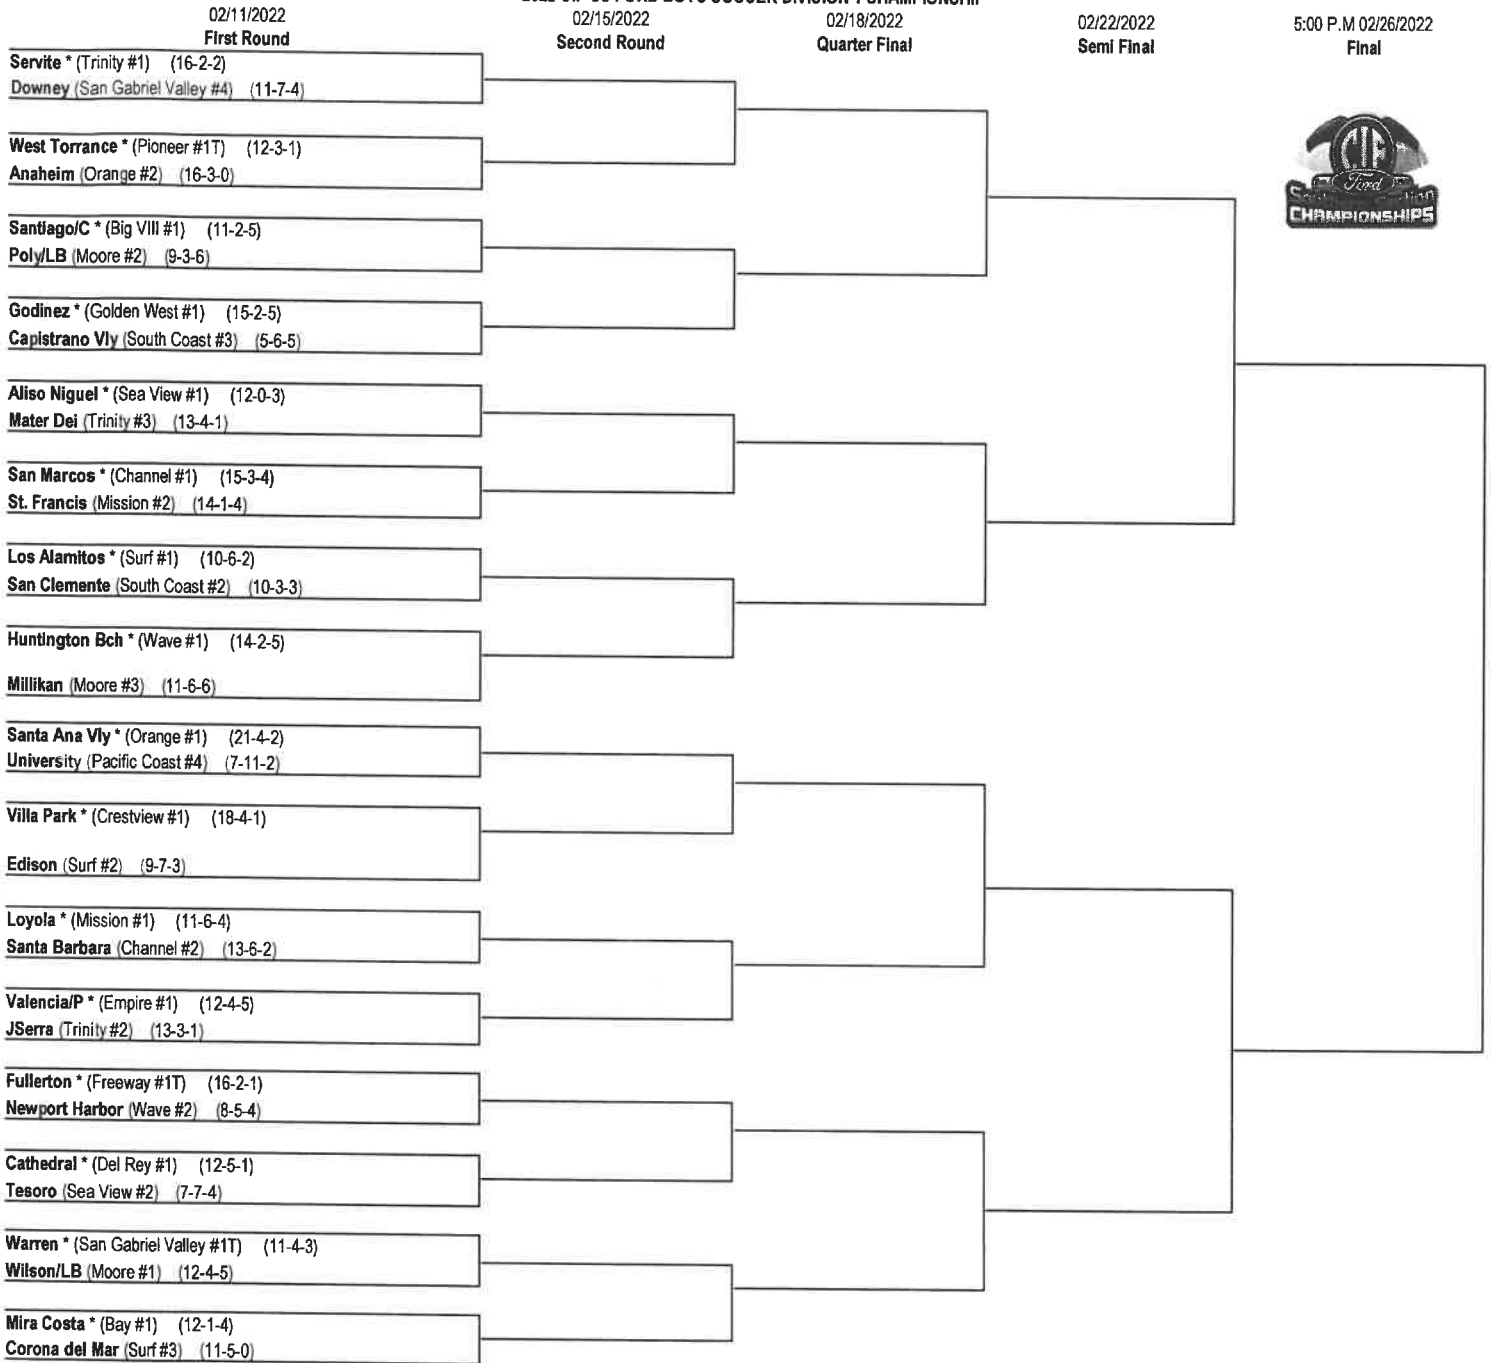 02/11/2022
First Round
02/15/2022
Second Round
02/18/2022
Quarter Final
02/22/2022
Semi Final
5:00 P.M 02/26/2022
Final
Servite * (Trinity #1) (16-2-2)
Downey (San Gabriel Valley #4) (11-7-4)
West Torrance * (Pioneer #1T) (12-3-1)
Anaheim (Orange #2) (16-3-0)
Santiago/C * (Big VIII #1) (11-2-5)
Poly/LB (Moore #2) (9-3-6)
Godinez * (Golden West #1) (15-2-5)
Capistrano Vly (South Coast #3) (5-6-5)
Aliso Niguel * (Sea View #1) (12-0-3)
Mater Dei (Trinity #3) (13-4-1)
San Marcos * (Channel #1) (15-3-4)
St. Francis (Mission #2) (14-1-4)
Los Alamitos * (Surf #1) (10-6-2)
San Clemente (South Coast #2) (10-3-3)
Huntington Bch * (Wave #1) (14-2-5)
Millikan (Moore #3) (11-6-6)
Santa Ana Vly * (Orange #1) (21-4-2)
University (Pacific Coast #4) (7-11-2)
Villa Park * (Crestview #1) (18-4-1)
Edison (Surf #2) (9-7-3)
Loyola * (Mission #1) (11-6-4)
Santa Barbara (Channel #2) (13-6-2)
Valencia/P * (Empire #1) (12-4-5)
JSerra (Trinity #2) (13-3-1)
Fullerton * (Freeway #1T) (16-2-1)
Newport Harbor (Wave #2) (8-5-4)
Cathedral * (Del Rey #1) (12-5-1)
Tesoro (Sea View #2) (7-7-4)
Warren * (San Gabriel Valley #1T) (11-4-3)
Wilson/LB (Moore #1) (12-4-5)
Mira Costa * (Bay #1) (12-1-4)
Corona del Mar (Surf #3) (11-5-0)
CIF
Ford
CHAMPIONSHIPS